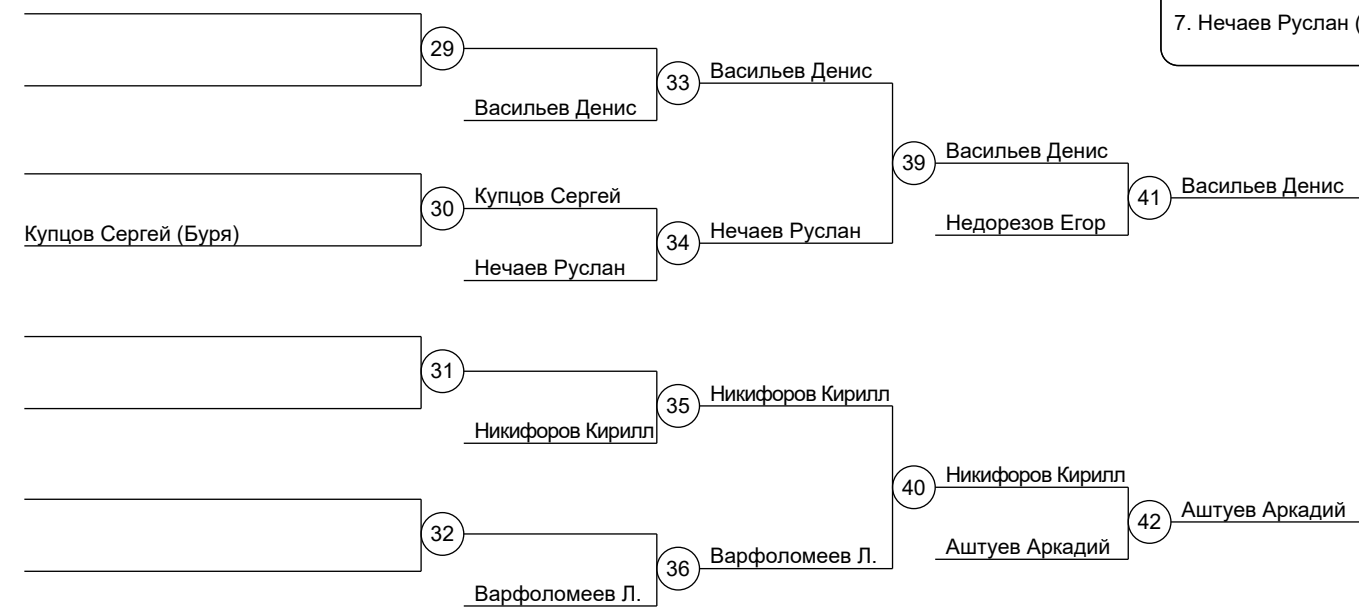 7. Нечаев Руслан (
29
33
Васильев Денис
Васильев Денис
39
Васильев Денис
41
Васильев Денис
30
Купцов Сергей
Недорезов Егор
Купцов Сергей (Буря)
34
Нечаев Руслан
Нечаев Руслан
31
35
Никифоров Кирилл
Никифоров Кирилл
40
Никифоров Кирилл
42
Аштуев Аркадий
32
Аштуев Аркадий
36
Варфоломеев Л.
Варфоломеев Л.